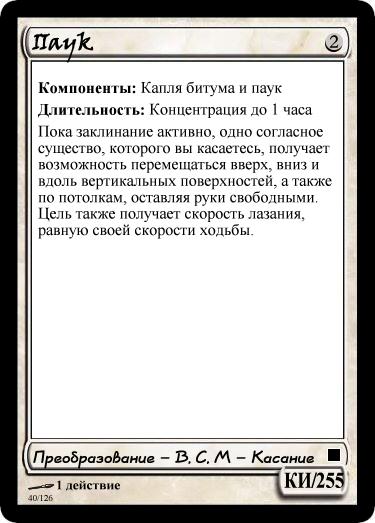 Паук 2
Компоненты: Капля битума и паук
Длительность: Концентрация до 1 часа
Пока заклинание активно, одно согласное
существо, которого вы касаетесь, получает
возможность перемещаться вверх, вниз и
вдоль вертикальных поверхностей, а также
по потолкам, оставляя руки свободными.
Цель также получает скорость лазания,
равную своей скорости ходьбы.
Преобразование – В, С, М – Касание
1 действие
КИ/255
40/126